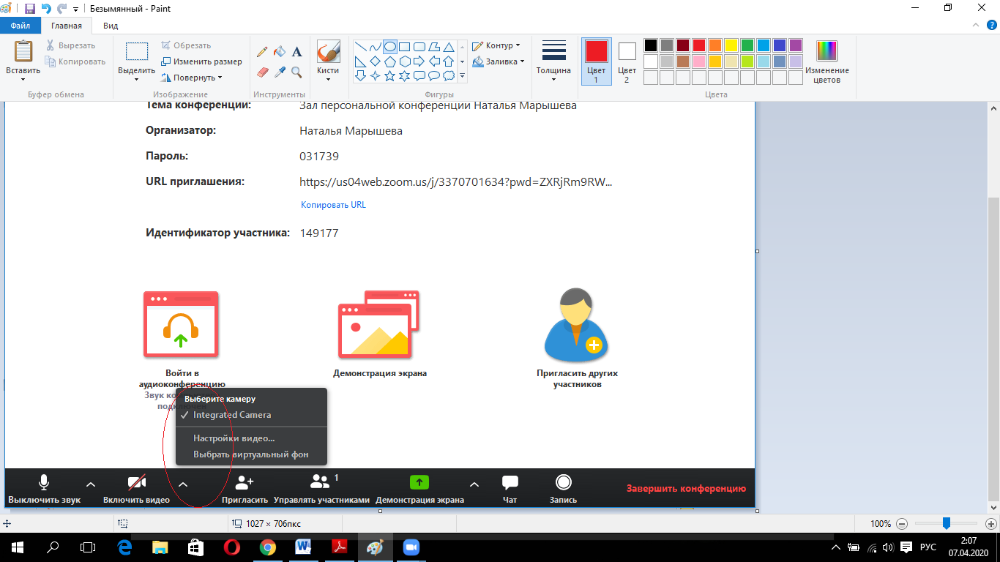 Безымянный - Paint
Файл
Главная
Вид
Вставить
Вырезать
Копировать
Буфер обмена
Выделить
Обрезать
Изменить размер
Повернуть
Изображение
A
Инструменты
Кисти
Контур
Заливка
Фигуры
Толщина
Цвет
1
Цвет
2
Изменение
цветов
Цвета
Тема конференции:
Зал персональной конференции Наталья Марышева
Организатор:
Наталья Марышева
Пароль:
031739
URL приглашения:
https://us04web.zoom.us/j/3370701634?pwd=ZXRjRm9RW...
Копировать URL
Идентификатор участника:
149177
Войти в
аудиоконференцию
Звук
Демонстрация экрана
Пригласить других
участников
Выберите камеру
✓ Integrated Camera
Настройки видео...
Выбрать виртуальный фон
Выключить звук
Включить видео
Пригласить
1
Управлять участниками
Демонстрация экрана
Чат
Запись
Завершить конференцию
1027 × 706пкс
100%
РУС
2:07
07.04.2020